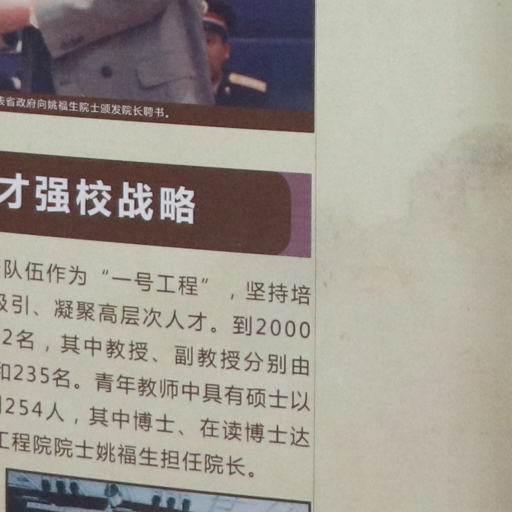 表省政府向姚福生院士颁发院长聘书。
才强校战略
队伍作为“一号工程”，坚持培
吸引、凝聚高层次人才。到2000
2名，其中教授、副教授分别由
和235名。青年教师中具有硕士以
254人，其中博士、在读博士达
工程院院士姚福生担任院长。